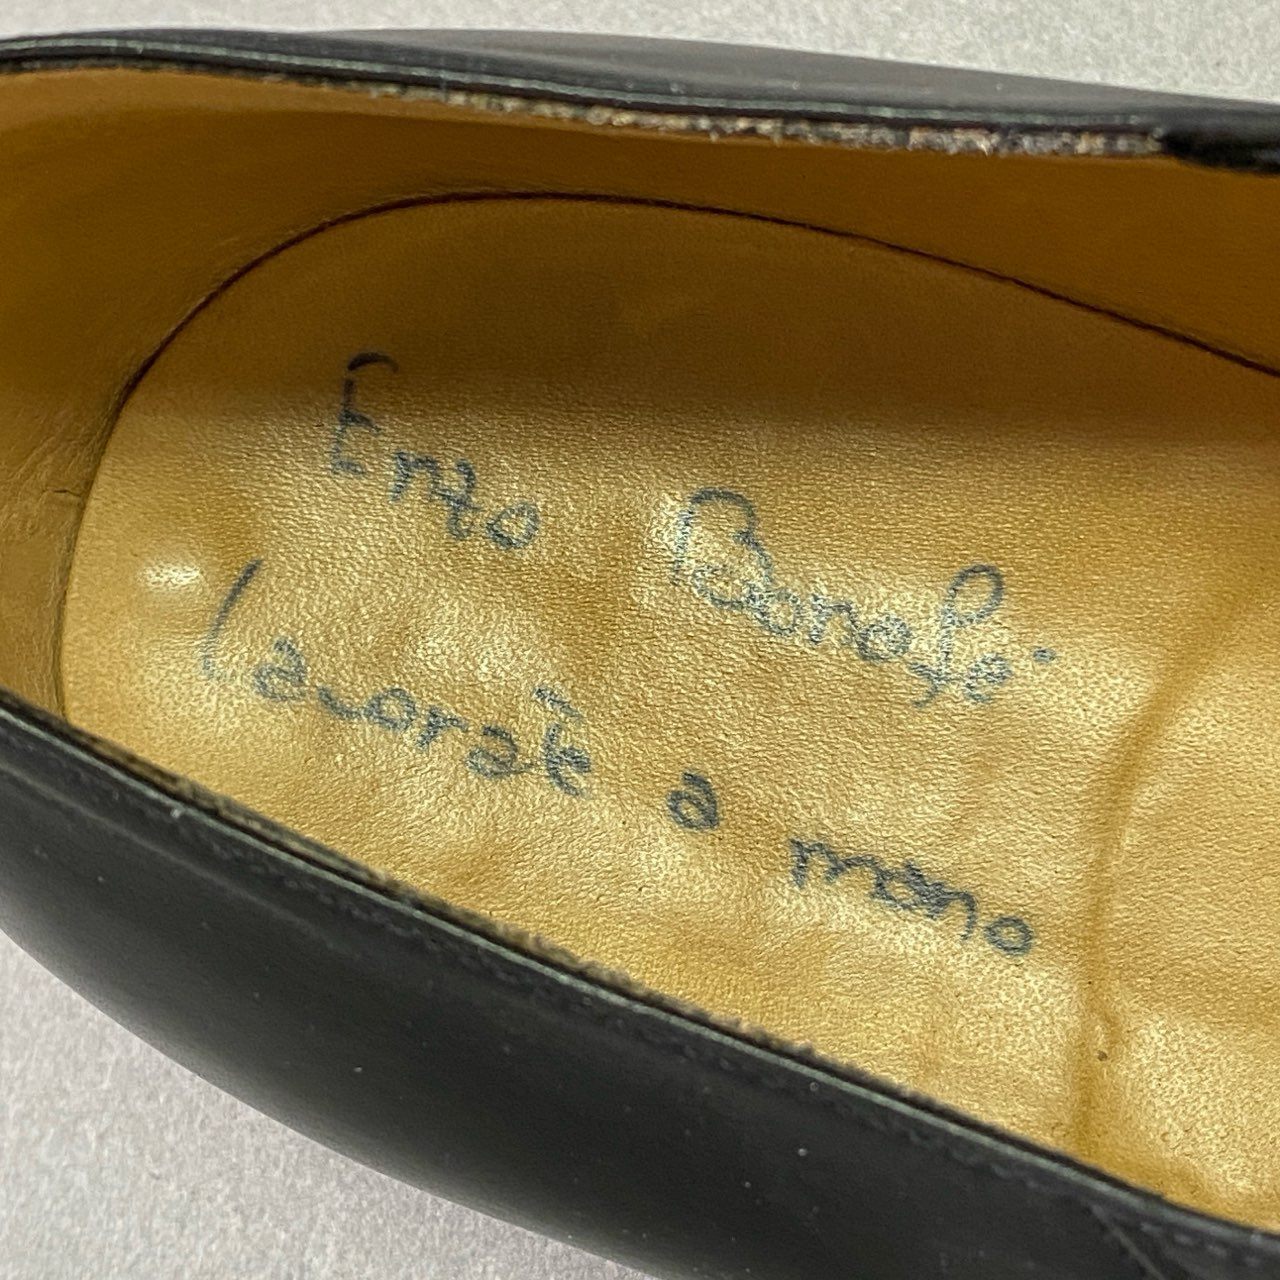 Enzo Bonafè
lavorate a mano